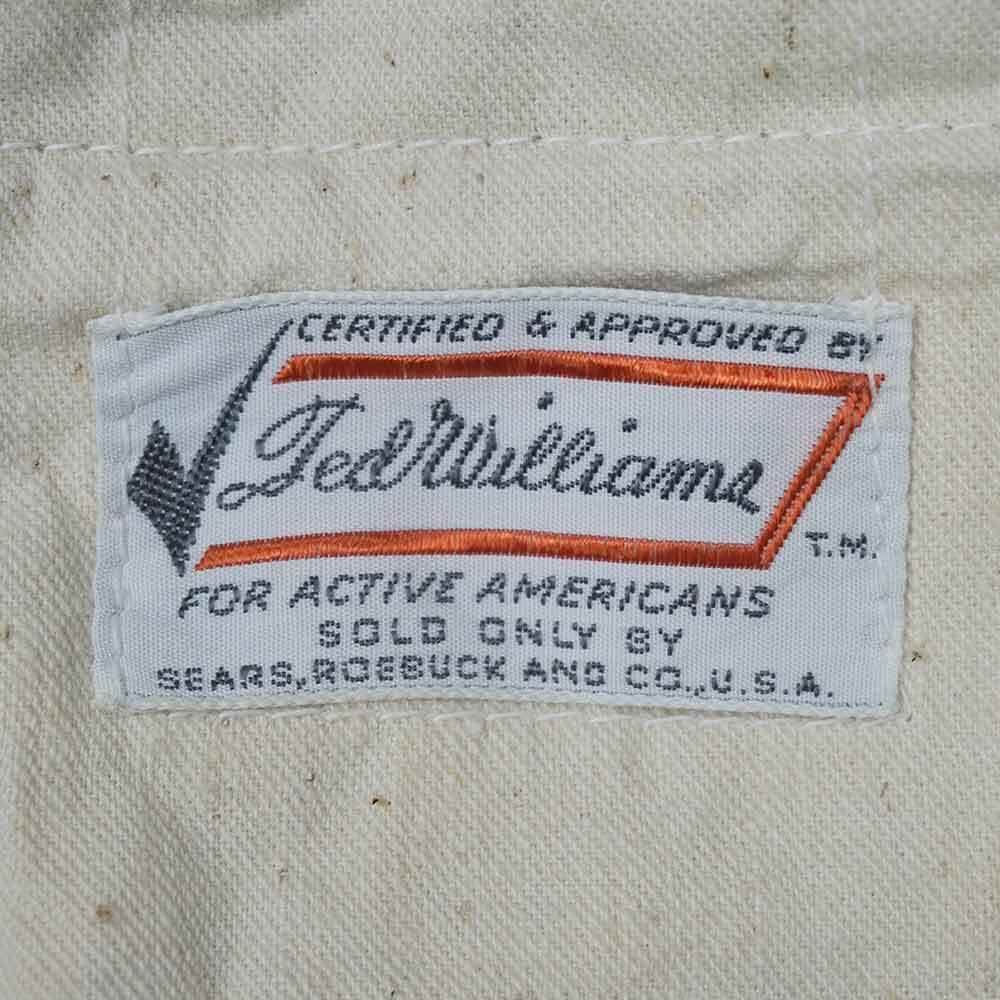 CERTIFIED & APPROVED BY
Ted Williams
T.M.
FOR ACTIVE AMERICANS
SOLD ONLY BY
SEARS, ROEBUCK AND CO., U.S.A.